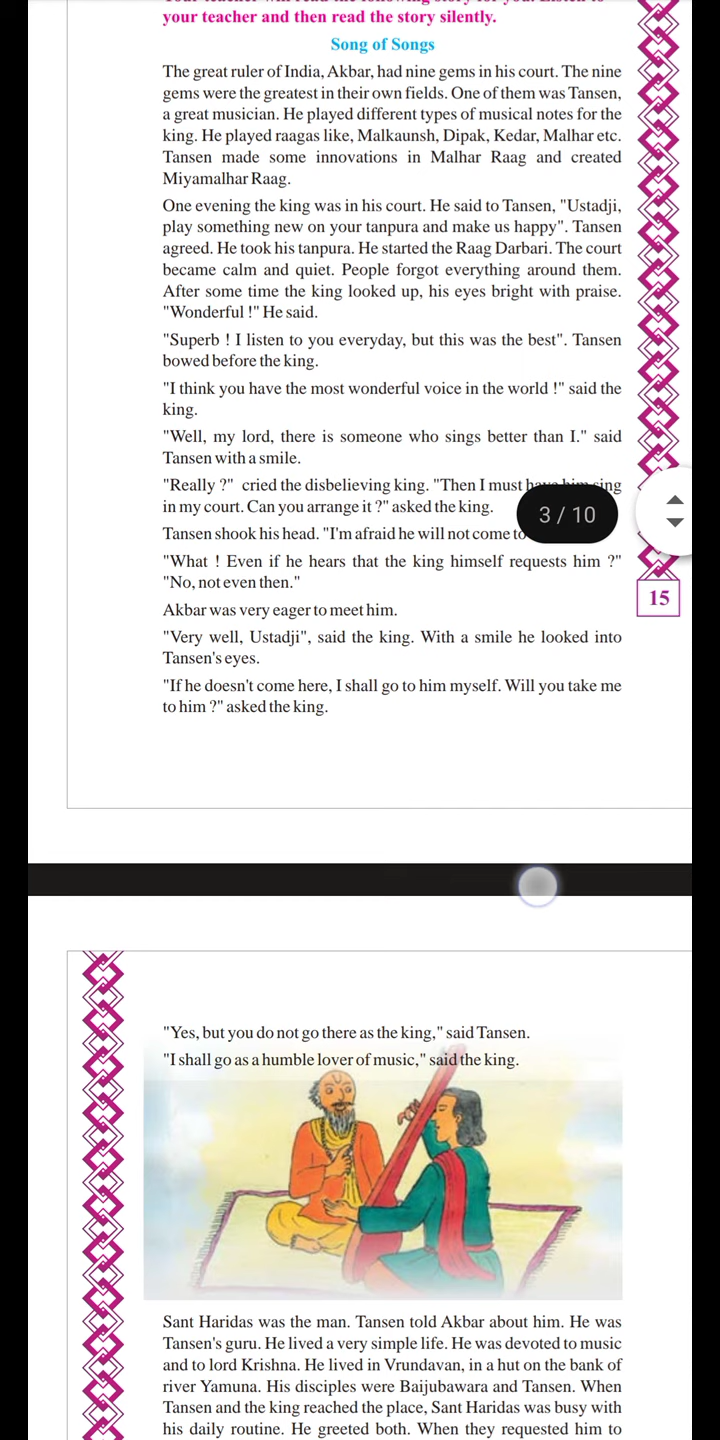 your teacher and then read the story silently.
Song of Songs
The great ruler of India, Akbar, had nine gems in his court. The nine
gems were the greatest in their own fields. One of them was Tansen,
a great musician. He played different types of musical notes for the
king. He played raagas like, Malkaunsh, Dipak, Kedar, Malhar etc.
Tansen made some innovations in Malhar Raag and created
Miyamalhar Raag.
One evening the king was in his court. He said to Tansen, "Ustadji,
play something new on your tanpura and make us happy". Tansen
agreed. He took his tanpura. He started the Raag Darbari. The court
became calm and quiet. People forgot everything around them.
After some time the king looked up, his eyes bright with praise.
"Wonderful !" He said.
"Superb ! I listen to you everyday, but this was the best". Tansen
bowed before the king.
"I think you have the most wonderful voice in the world !" said the
king.
"Well, my lord, there is someone who sings better than I." said
Tansen with a smile.
"Really ?" cried the disbelieving king. "Then I must have him sing
in my court. Can you arrange it ?" asked the king.
3 / 10
Tansen shook his head. "I'm afraid he will not come to
"What ! Even if he hears that the king himself requests him ?"
"No, not even then."
15
Akbar was very eager to meet him.
"Very well, Ustadji", said the king. With a smile he looked into
Tansen's eyes.
"If he doesn't come here, I shall go to him myself. Will you take me
to him ?" asked the king.
"Yes, but you do not go there as the king," said Tansen.
"I shall go as a humble lover of music," said the king.
Sant Haridas was the man. Tansen told Akbar about him. He was
Tansen's guru. He lived a very simple life. He was devoted to music
and to lord Krishna. He lived in Vrundavan, in a hut on the bank of
river Yamuna. His disciples were Baijubawara and Tansen. When
Tansen and the king reached the place, Sant Haridas was busy with
his daily routine. He greeted both. When they requested him to